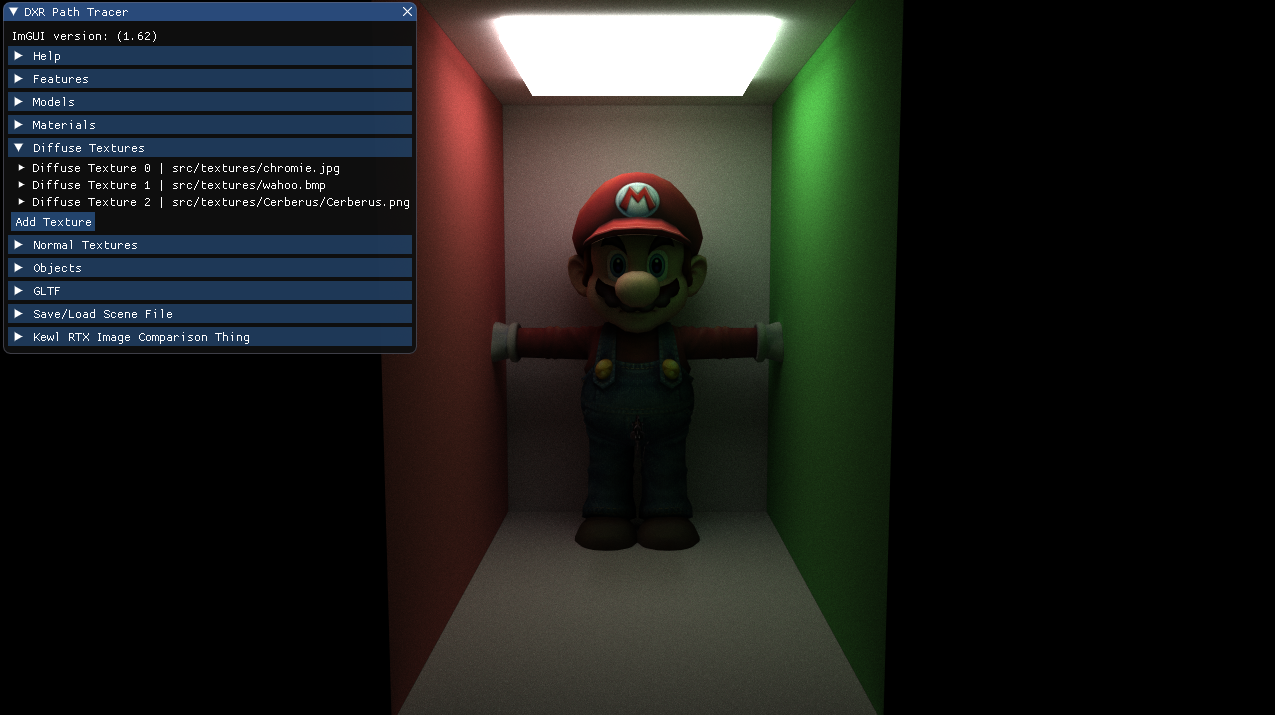 DXR Path Tracer
ImGUI version: (1.62)
Help
Features
Models
Materials
Diffuse Textures
Diffuse Texture 0 | src/textures/chromie.jpg
Diffuse Texture 1 | src/textures/wahoo.bmp
Diffuse Texture 2 | src/textures/Cerberus/Cerberus.png
Add Texture
Normal Textures
Objects
GLTF
Save/Load Scene File
Kewl RTX Image Comparison Thing
M